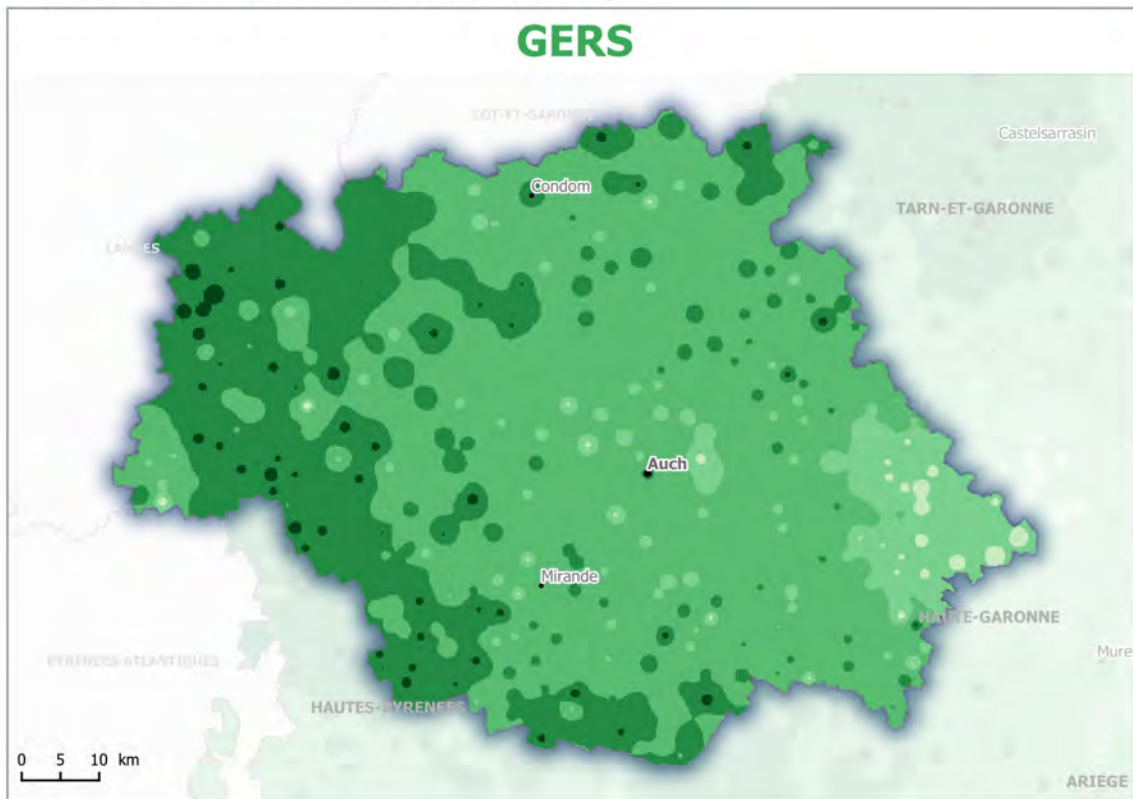 GERS
LOT-ET-GARONNE
Castelsarrasin
Condom
TARN-ET-GARONNE
LANDES
Auch
Mirande
HAUTE-GARONNE
PYRENEES-ATLANTIQUES
Mure
HAUTES-PYRENEES
0 5 10 km
ARIEGE